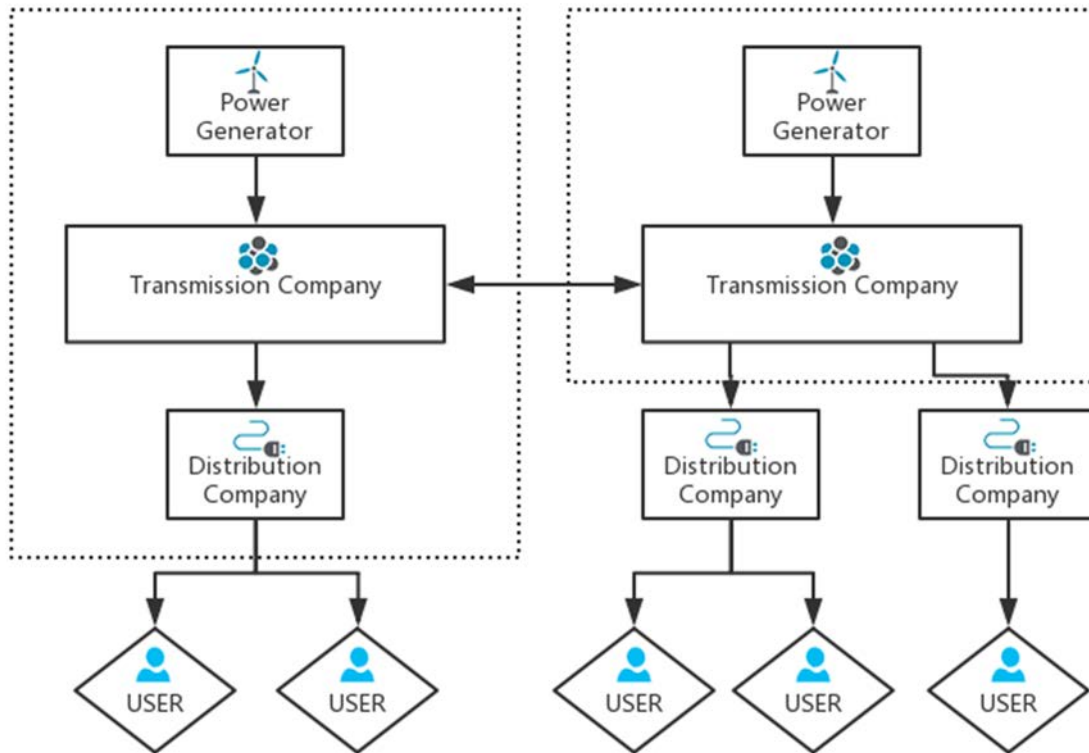 Power
Generator
Power
Generator
Transmission Company
Transmission Company
Distribution
Company
Distribution
Company
Distribution
Company
USER
USER
USER
USER
USER